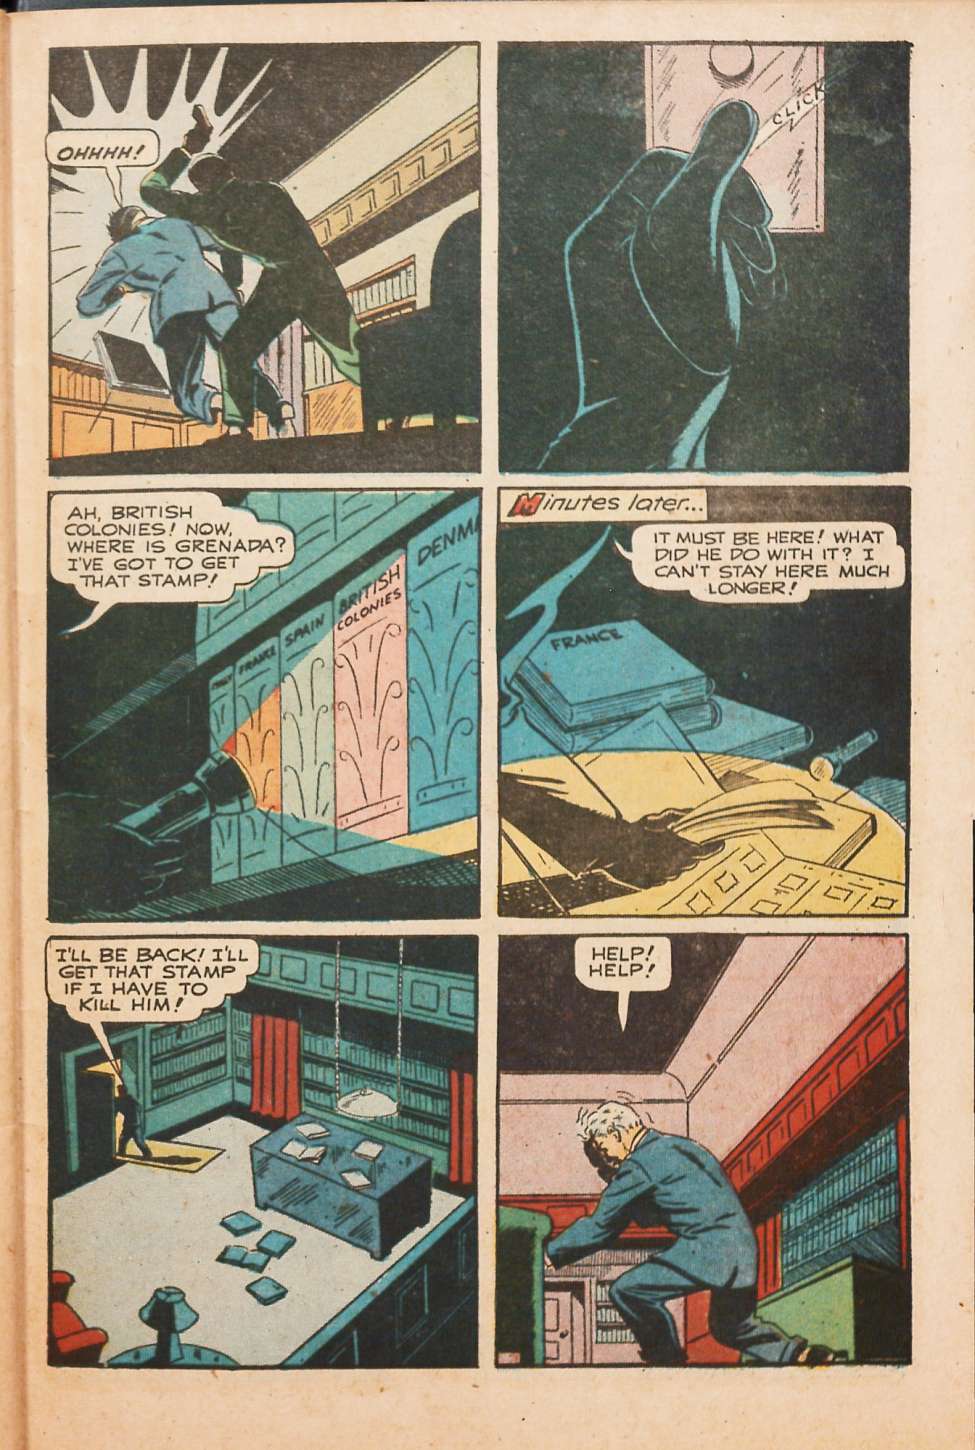 OHHHH!
CLICK
AH, BRITISH
COLONIES! NOW,
WHERE IS GRENADA?
I'VE GOT TO GET
THAT STAMP!
FRANCE
SPAIN
BRITISH
COLONIES
DENM
Minutes later...
IT MUST BE HERE! WHAT
DID HE DO WITH IT? I
CAN'T STAY HERE MUCH
LONGER!
FRANCE
I'LL BE BACK! I'LL
GET THAT STAMP
IF I HAVE TO
KILL HIM!
HELP!
HELP!